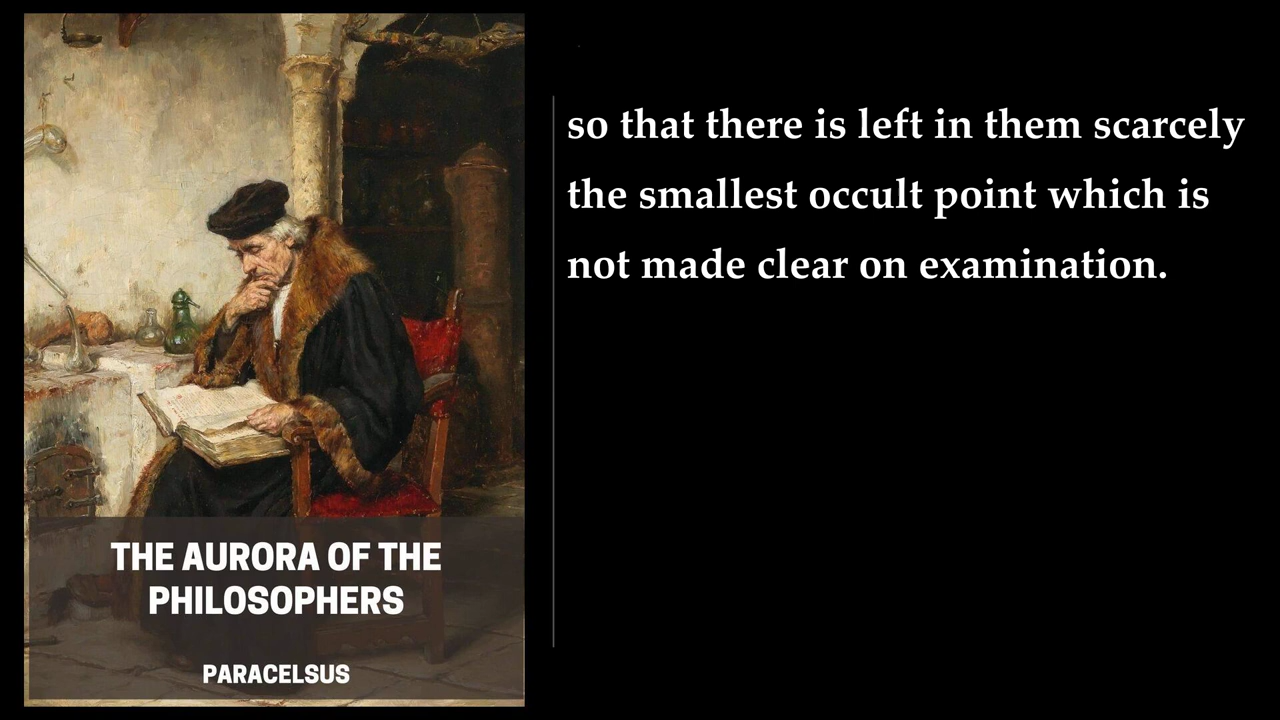 so that there is left in them scarcely
the smallest occult point which is
not made clear on examination.
THE AURORA OF THE
PHILOSOPHERS
PARACELSUS